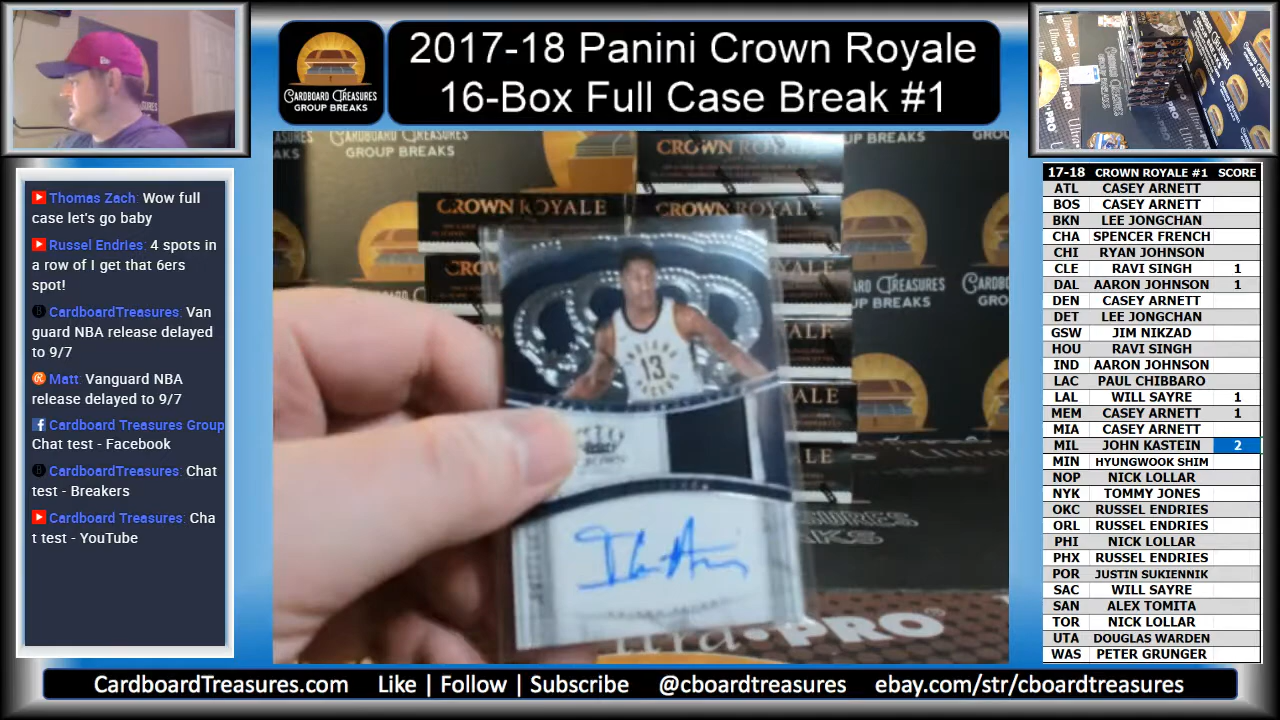 2017-18 Panini Crown Royale
16-Box Full Case Break #1
CARDBOARD TREASURES
GROUP BREAKS
Thomas Zach: Wow full
case let's go baby
Russel Endries: 4 spots in
a row of I get that 6ers
spot!
CardboardTreasures: Van
guard NBA release delayed
to 9/7
Matt: Vanguard NBA
release delayed to 9/7
Cardboard Treasures Group
Chat test - Facebook
CardboardTreasures: Chat
test - Breakers
Cardboard Treasures: Cha
t test - YouTube
GROUP BREAKS
CROWN ROYALE
CROWN ROYALE
CROWN ROYALE
INDIANA
13
17-18 CROWN ROYALE #1 SCORE
ATL CASEY ARNETT
BOS CASEY ARNETT
BKN LEE JONGCHAN
CHA SPENCER FRENCH
CHI RYAN JOHNSON
CLE RAVI SINGH 1
DAL AARON JOHNSON 1
DEN CASEY ARNETT
DET LEE JONGCHAN
GSW JIM NIKZAD
HOU RAVI SINGH
IND AARON JOHNSON
LAC PAUL CHIBBARO
LAL WILL SAYRE 1
MEM CASEY ARNETT 1
MIA CASEY ARNETT
MIL JOHN KASTEIN 2
MIN HYUNGWOOK SHIM
NOP NICK LOLLAR
NYK TOMMY JONES
OKC RUSSEL ENDRIES
ORL RUSSEL ENDRIES
PHI NICK LOLLAR
PHX RUSSEL ENDRIES
POR JUSTIN SUKIENNIK
SAC WILL SAYRE
SAN ALEX TOMITA
TOR NICK LOLLAR
UTA DOUGLAS WARDEN
WAS PETER GRUNGER
CardboardTreasures.com Like | Follow | Subscribe @cboardtreasures ebay.com/str/cboardtreasures